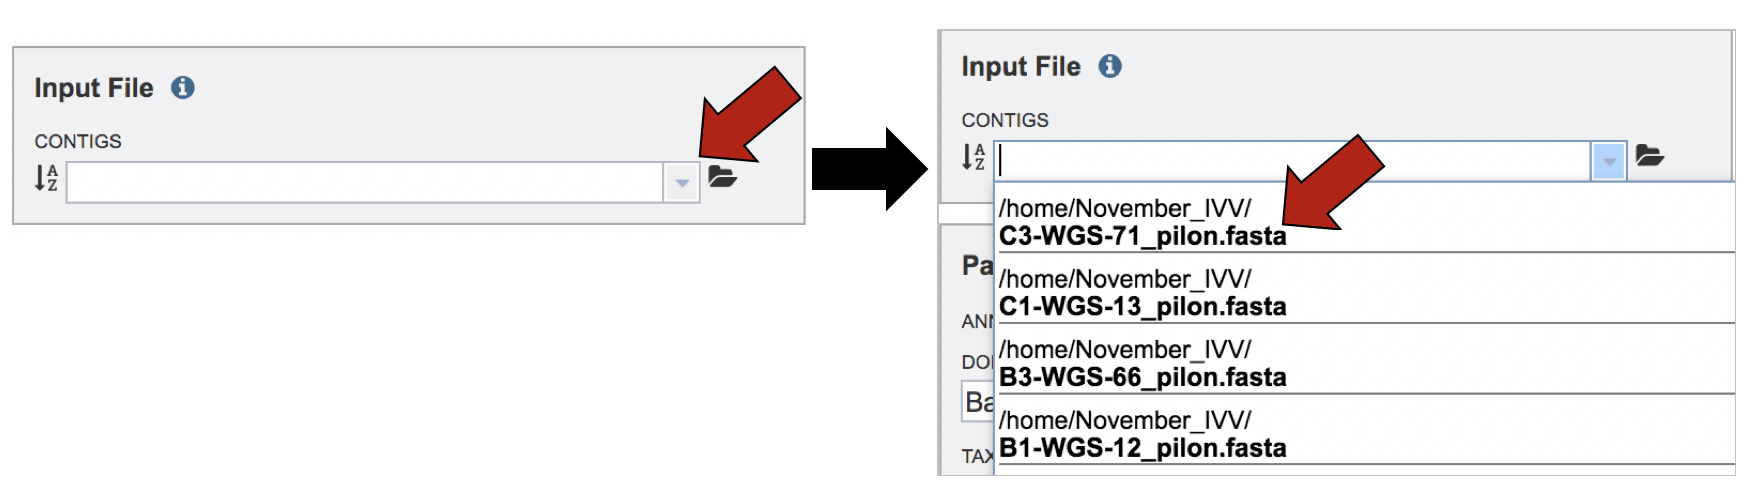 Input File
CONTIGS
A
Z
Input File
CONTIGS
A
Z
/home/November_IVV/
C3-WGS-71_pilon.fasta
/home/November_IVV/
C1-WGS-13_pilon.fasta
/home/November_IVV/
B3-WGS-66_pilon.fasta
/home/November_IVV/
B1-WGS-12_pilon.fasta
Pa
DO
Ba
TAX